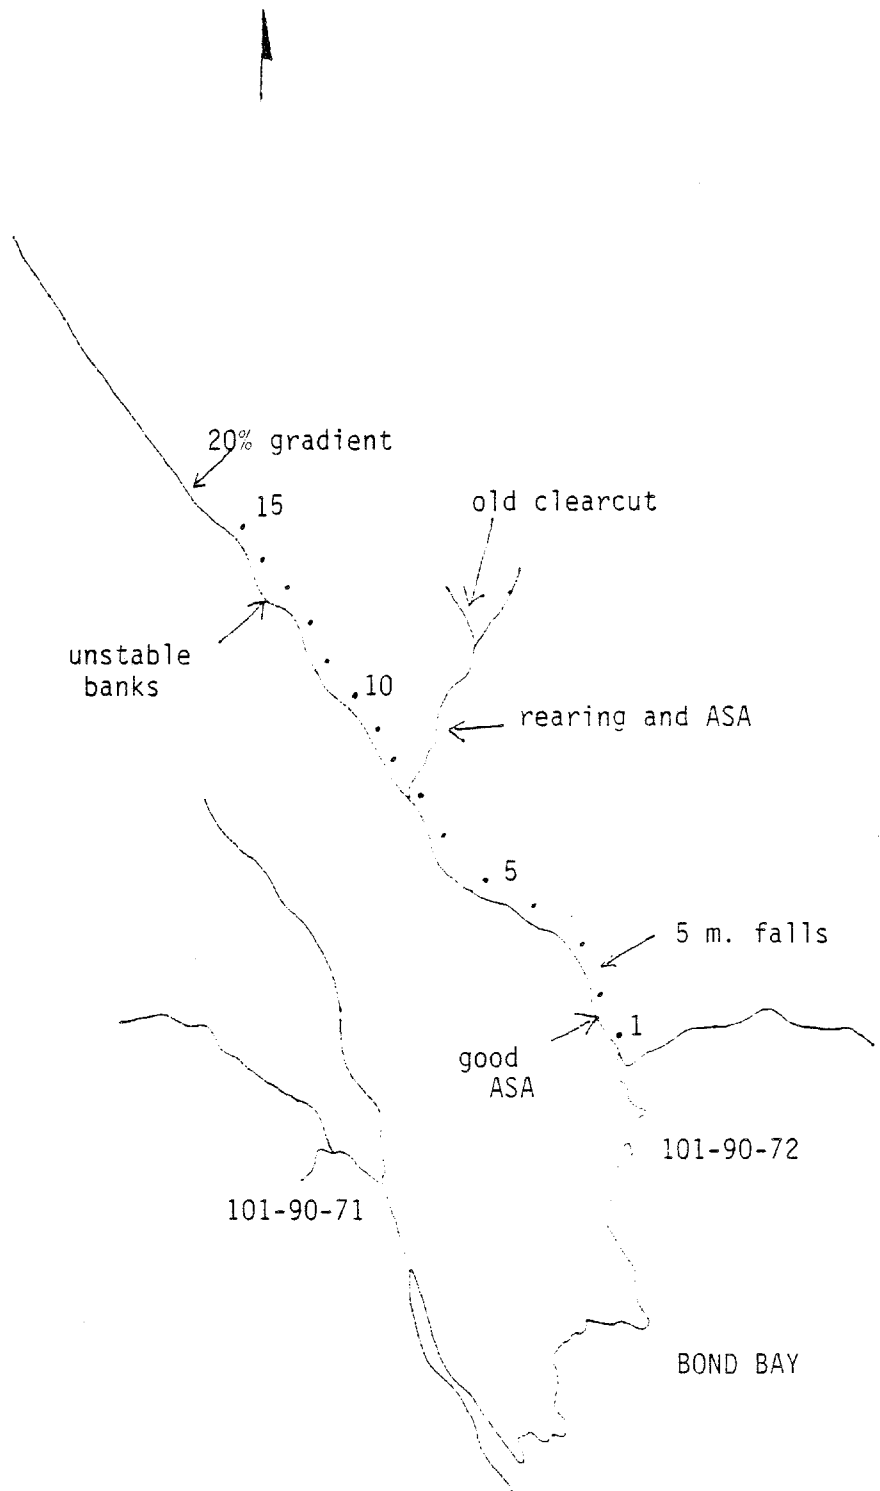 20% gradient
15
old clearcut
unstable
banks
10
rearing and ASA
5
5 m. falls
1
good
ASA
101-90-72
101-90-71
BOND BAY